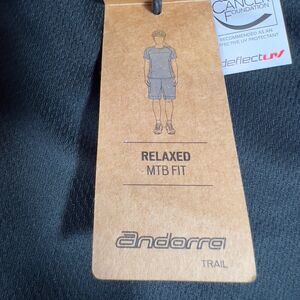 CANCER
FOUNDATION
RECOMMENDED AS AN
EFFECTIVE UV PROTECTANT
deflectUV
RELAXED
MTB FIT
andorra
TRAIL